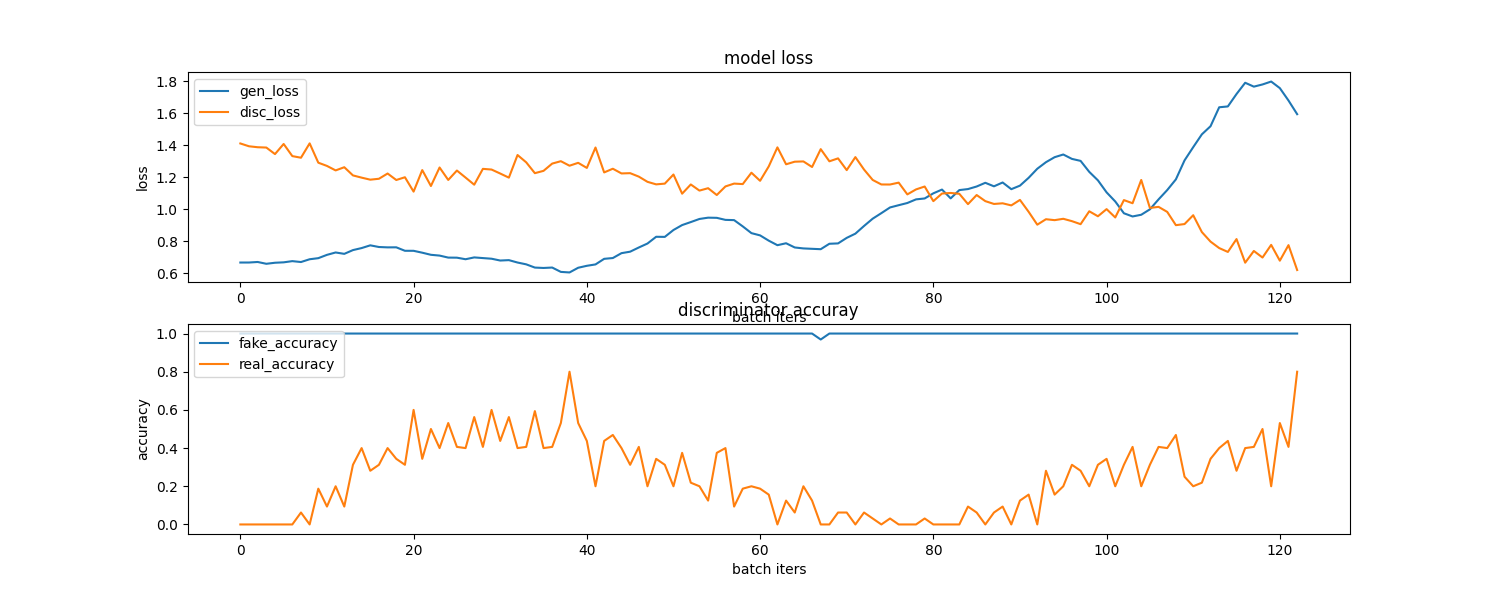 model loss
gen_loss
disc_loss
1.8
1.6
1.4
1.2
1.0
0.8
0.6
loss
0 20 40 60 80 100 120
batch iters
discriminator accuray
fake_accuracy
real_accuracy
1.0
0.8
0.6
0.4
0.2
0.0
accuracy
0 20 40 60 80 100 120
batch iters